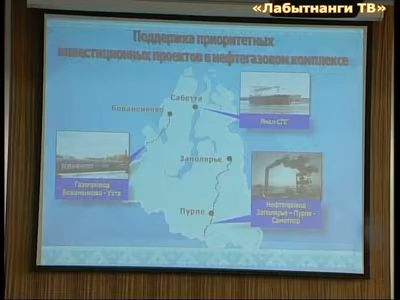 «Лабытнанги ТВ»
Поддержка приоритетных
инвестиционных проектов в нефтегазовом комплексе
Сабетта
Бованенково
Ямал-СПГ
Заполярье
Газопровод
Бованенково - Ухта
Пурпе
Нефтепровод
Заполярье – Пурпе -
Самотлор